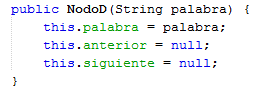 public NodoD(String palabra) {
this.palabra = palabra;
this.anterior = null;
this.siguiente = null;
}